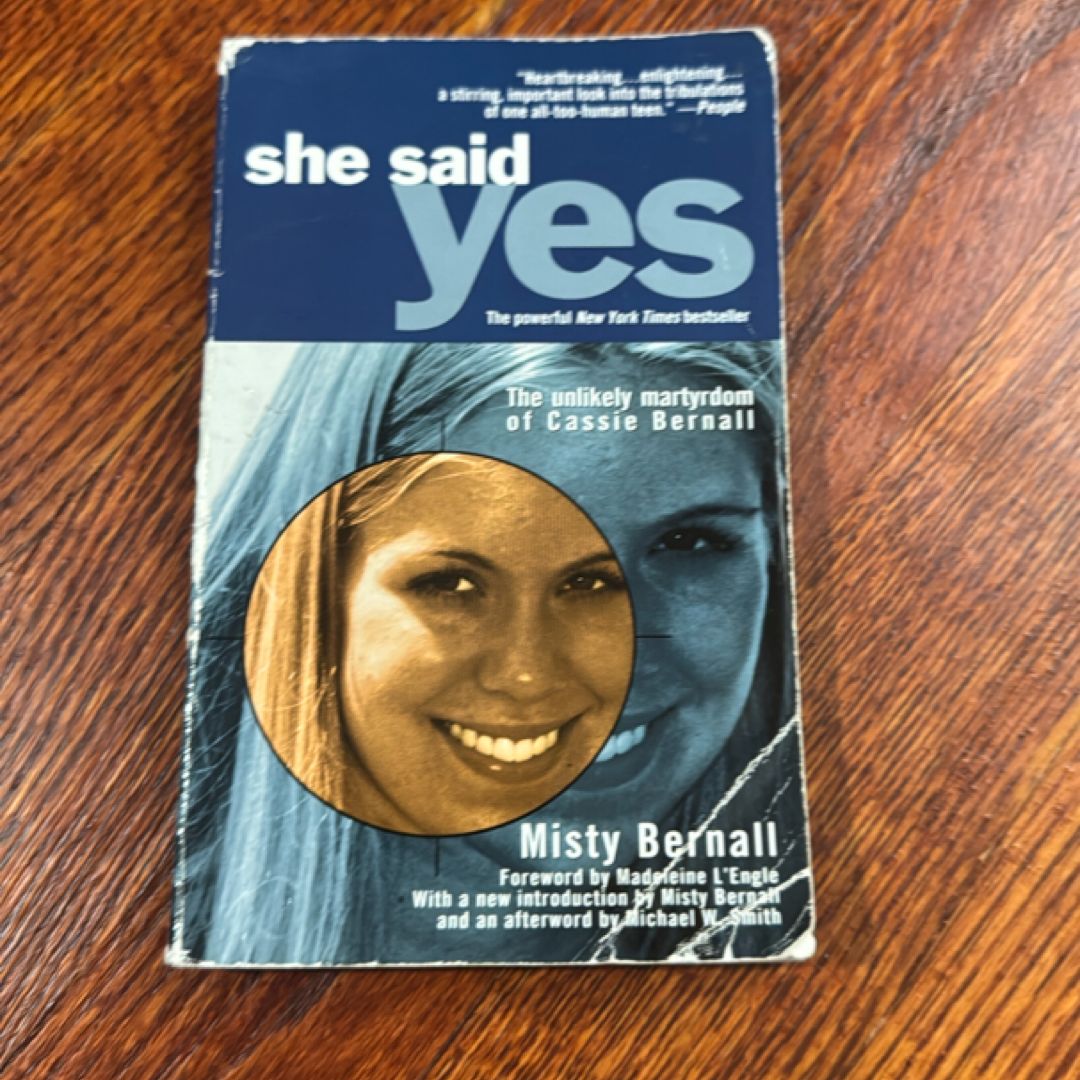 "Heartbreaking...enlightening...
a stirring, important look into the tribulations
of one all-too-human teen." —People
she said
yes
The powerful New York Times bestseller
The unlikely martyrdom
of Cassie Bernall
Misty Bernall
Foreword by Madeleine L'Engle
With a new introduction by Misty Bernall
and an afterword by Michael W. Smith